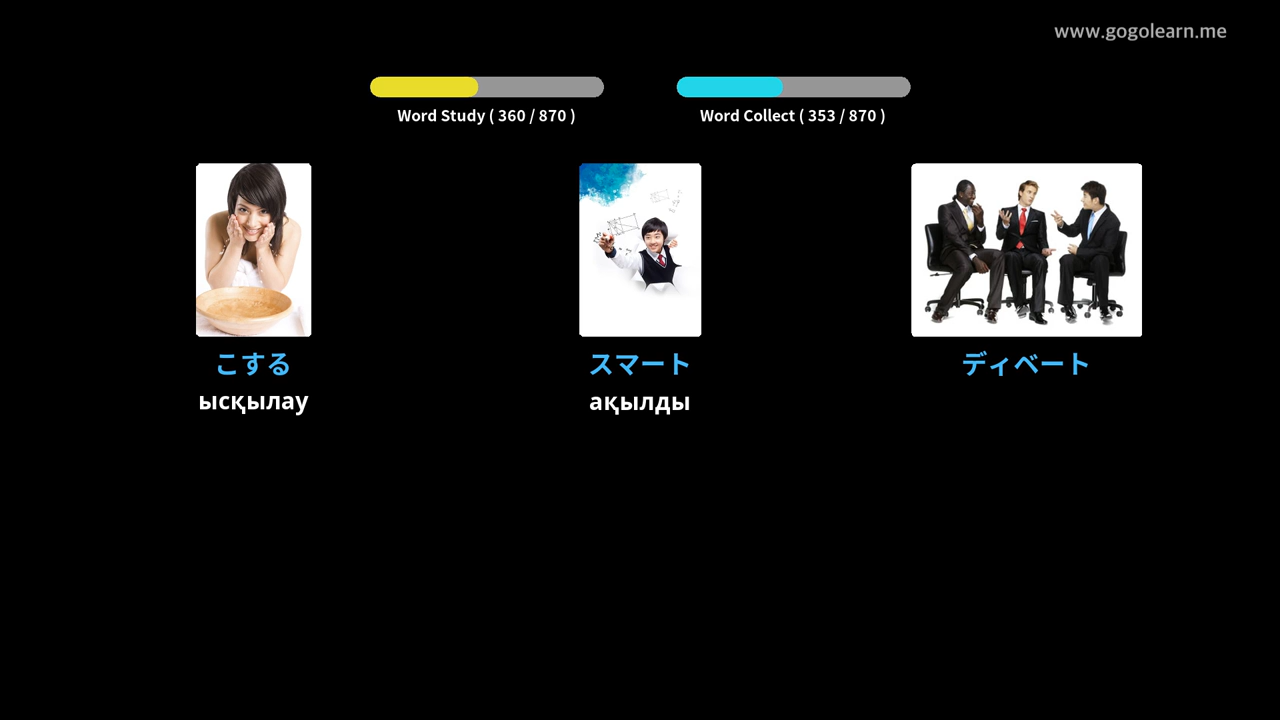 www.gogolearn.me
Word Study ( 360 / 870 )
Word Collect ( 353 / 870 )
こする
スマート
ディベート
ысқылау
ақылды